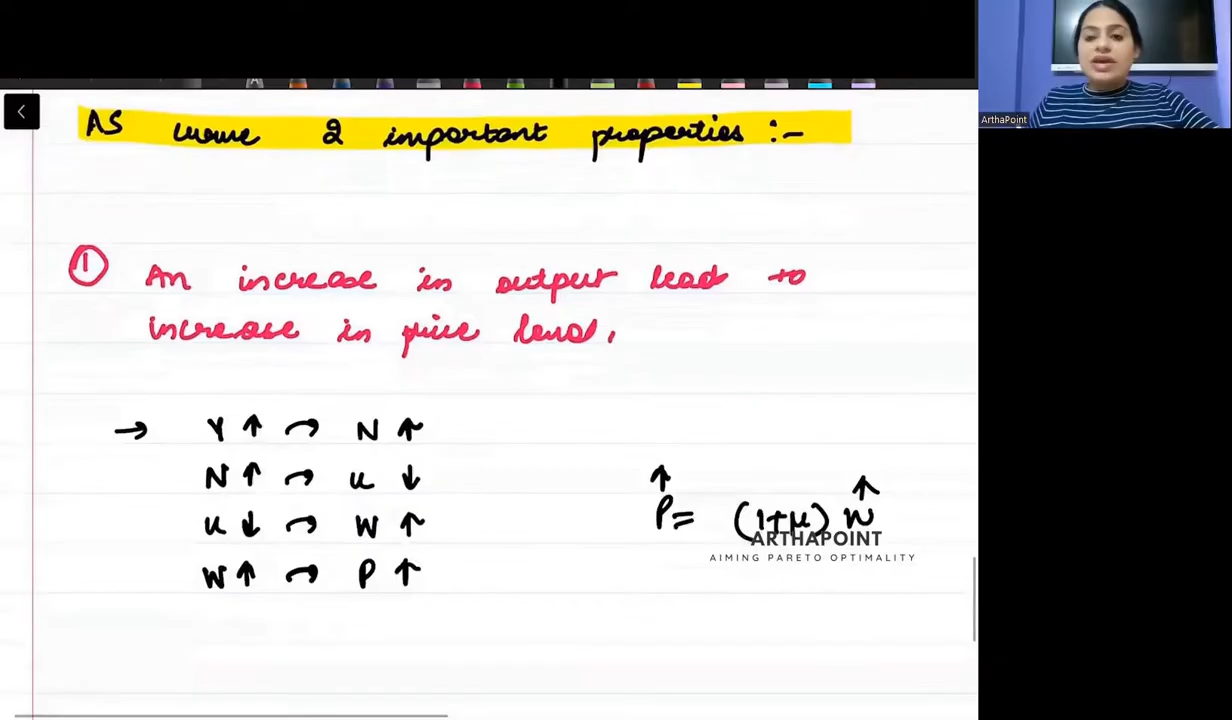 AS curve 2 important properties :-
① An increase in output lead to
increase in price level.
→ Y ↑ → N ↑
N ↑ → u ↓
u ↓ → W ↑
W ↑ → P ↑
P↑ = (1+μ) W↑
ARTHAPOINT
AIMING PARETO OPTIMALITY
ArthaPoint